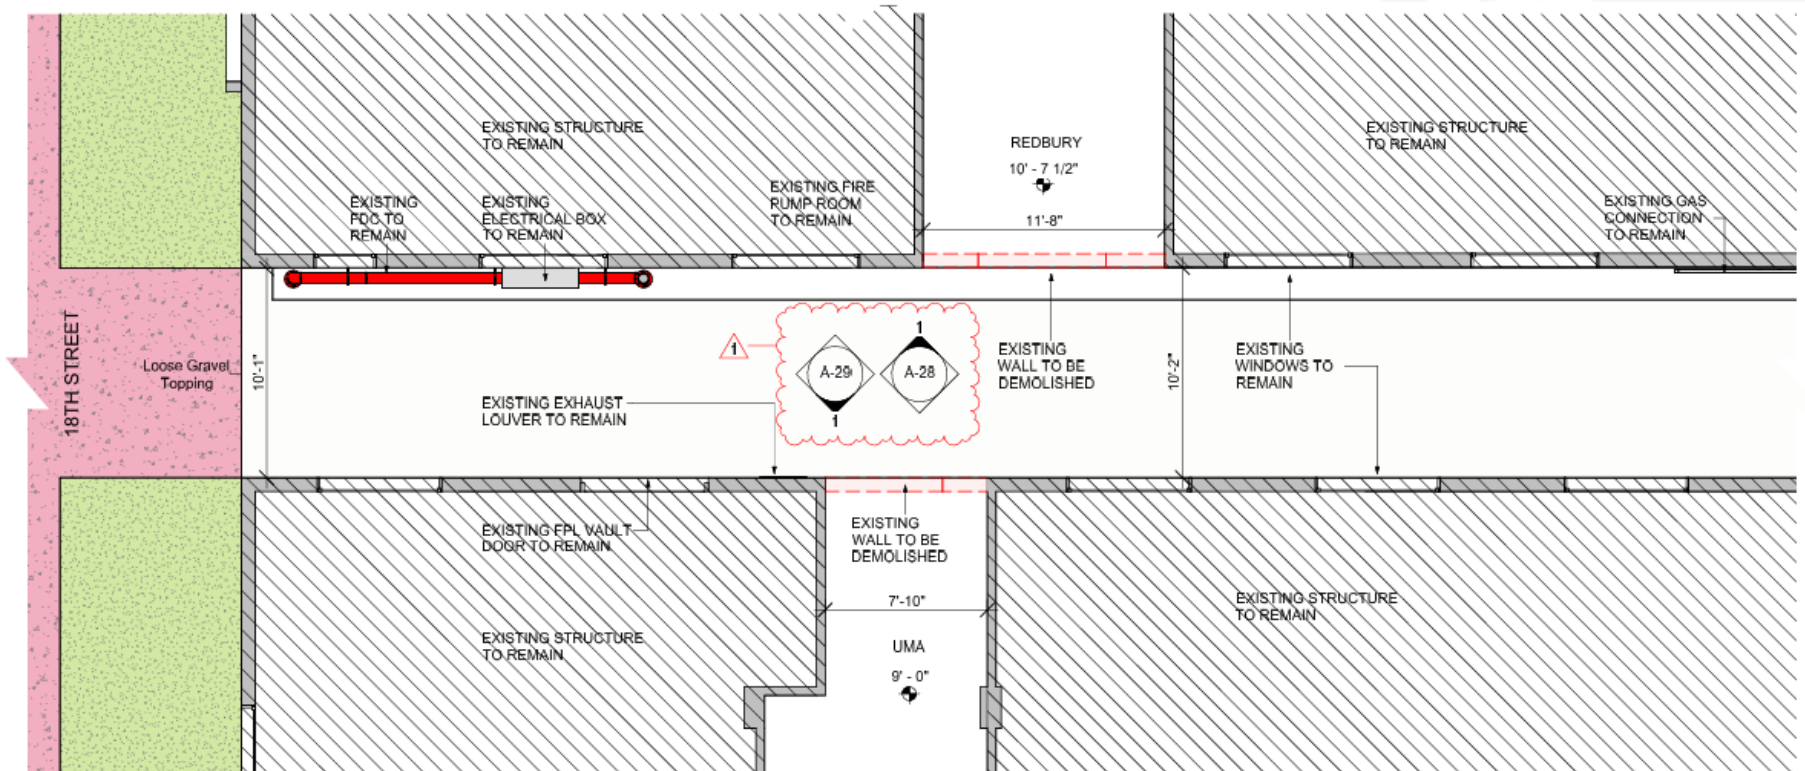 EXISTING STRUCTURE
TO REMAIN
EXISTING
FDC TO
REMAIN
EXISTING
ELECTRICAL BOX
TO REMAIN
EXISTING FIRE
PUMP ROOM
TO REMAIN
REDBURY
10' - 7 1/2"
11'-8"
EXISTING STRUCTURE
TO REMAIN
EXISTING GAS
CONNECTION
TO REMAIN
18TH STREET
Loose Gravel
Topping
10'-1"
1
A-29
1
1
A-28
EXISTING
WALL TO BE
DEMOLISHED
10'-2"
EXISTING
WINDOWS TO
REMAIN
EXISTING EXHAUST
LOUVER TO REMAIN
EXISTING FPL VAULT
DOOR TO REMAIN
EXISTING
WALL TO BE
DEMOLISHED
7'-10"
UMA
9' - 0"
EXISTING STRUCTURE
TO REMAIN
EXISTING STRUCTURE
TO REMAIN